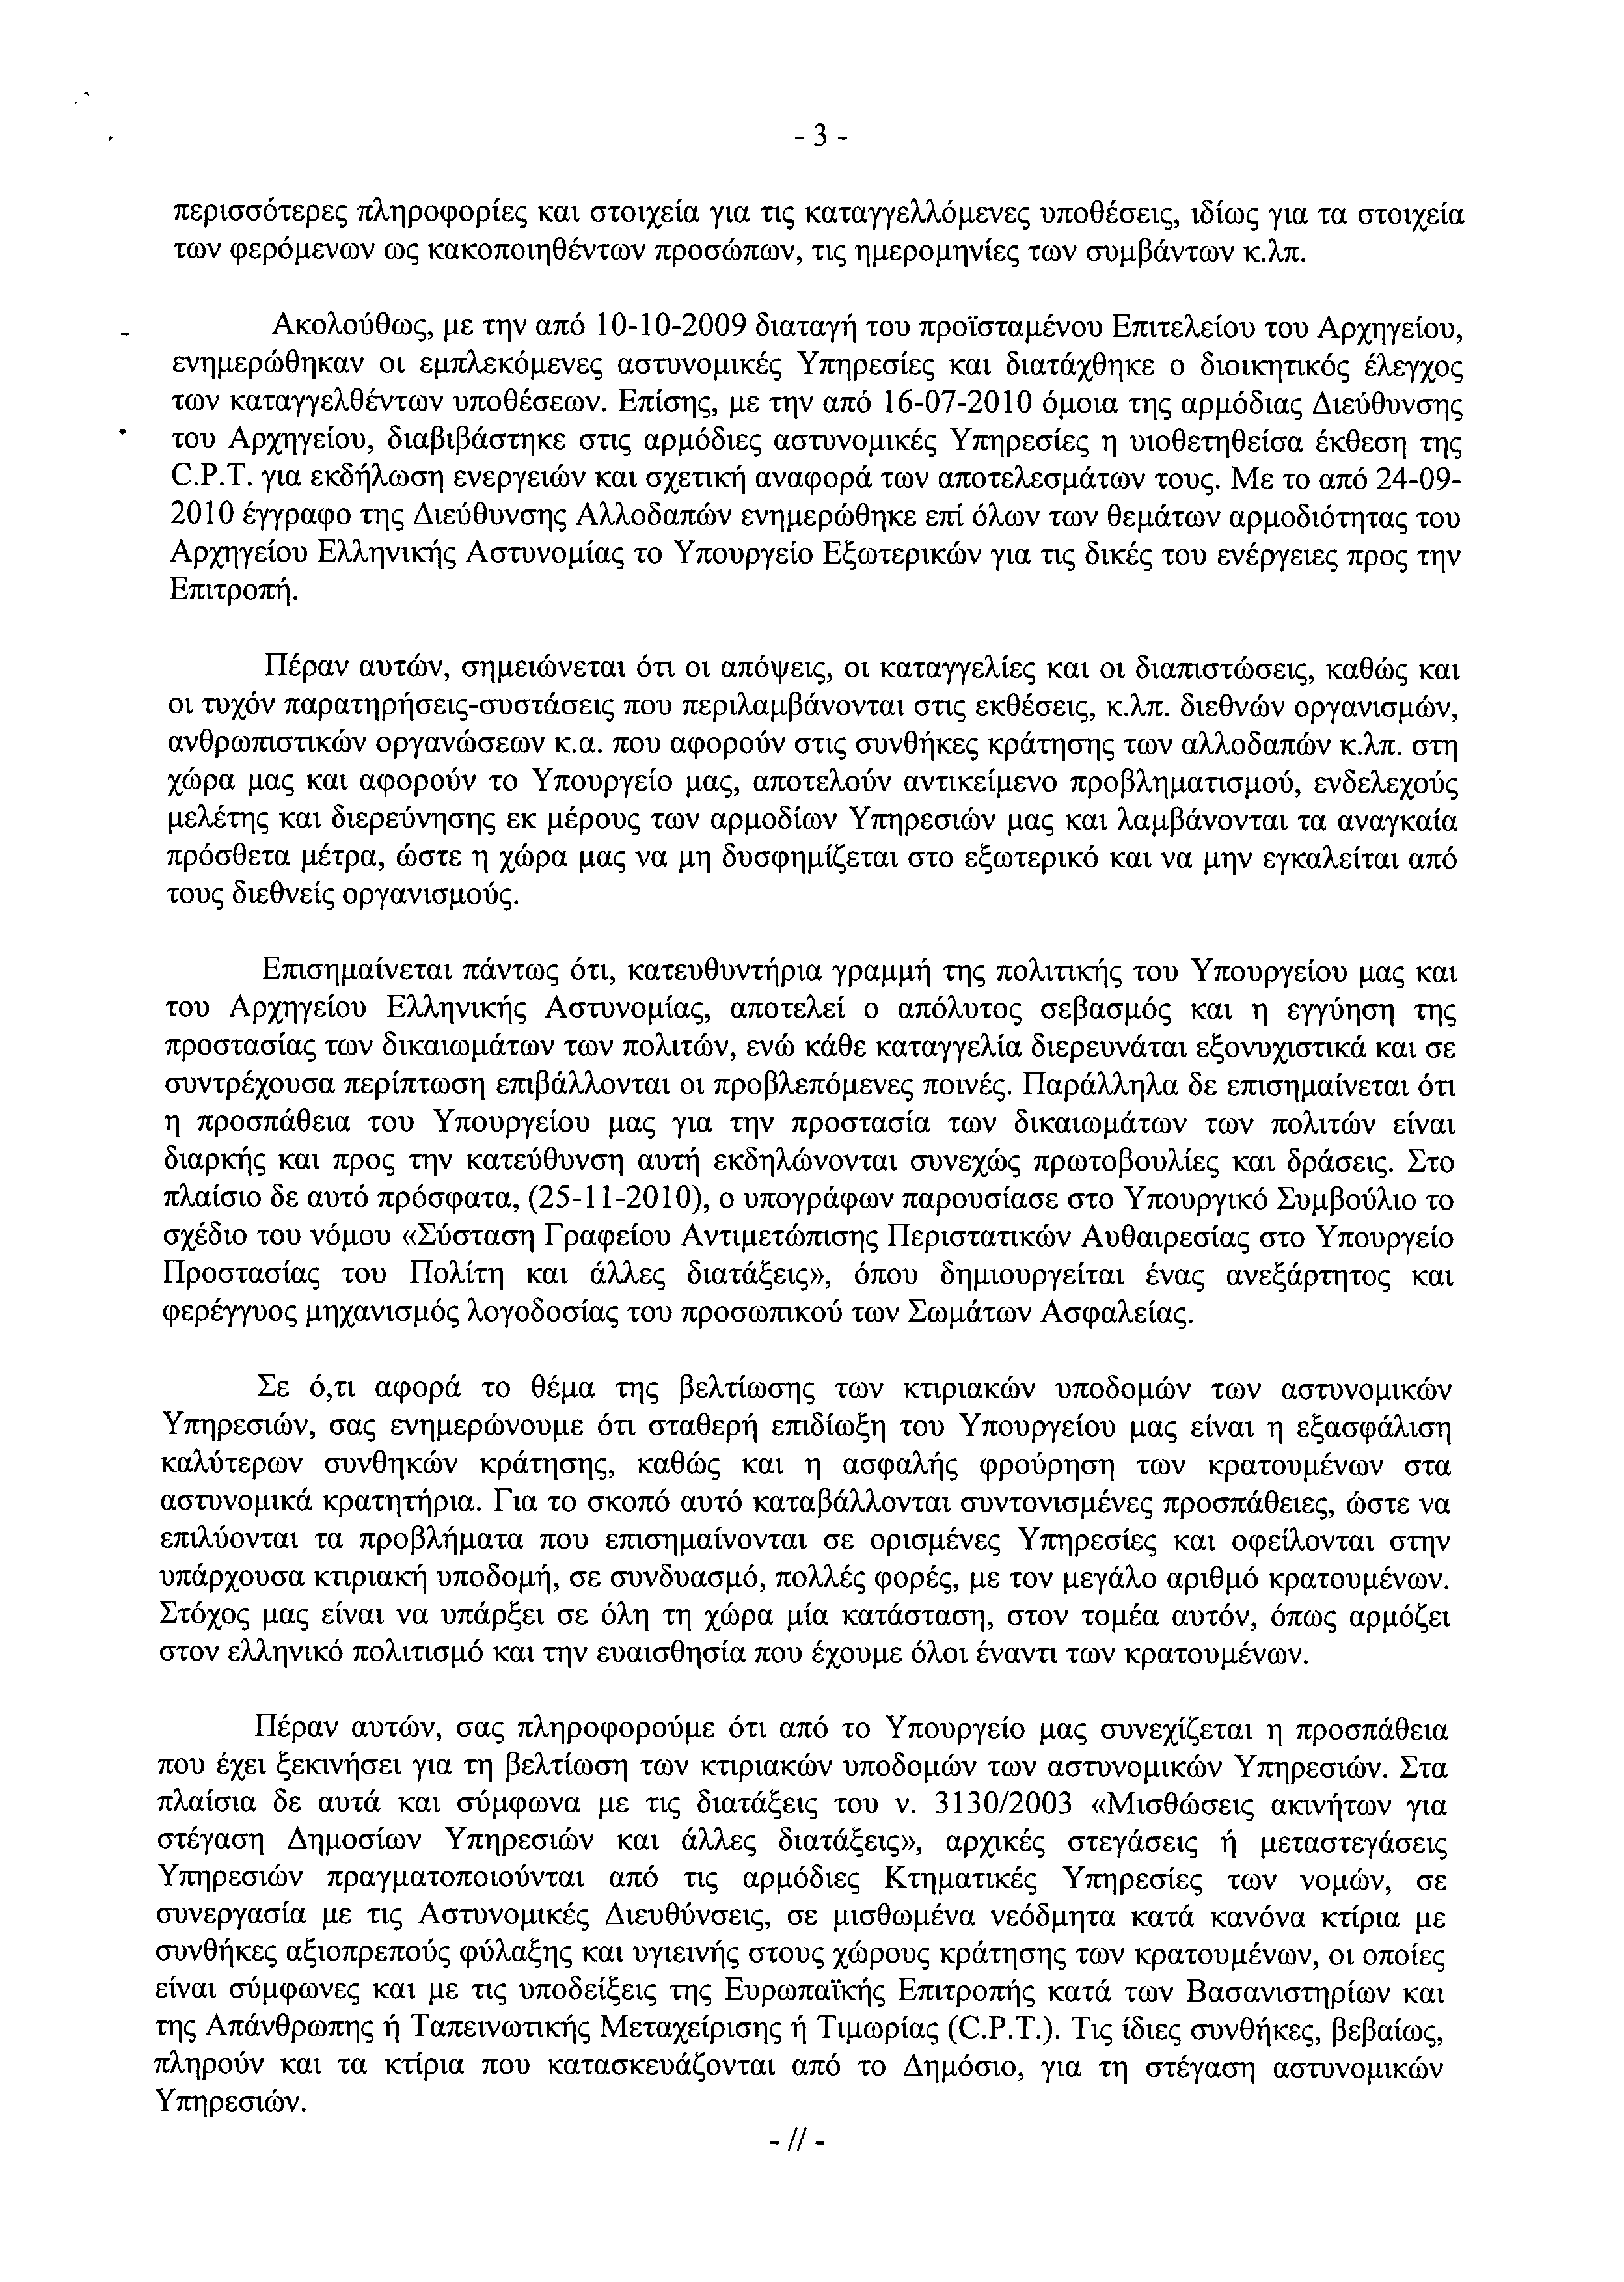 - 3 -
περισσότερες πληροφορίες και στοιχεία για τις καταγγελλόμενες υποθέσεις, ιδίως για τα στοιχεία
των φερόμενων ως κακοποιηθέντων προσώπων, τις ημερομηνίες των συμβάντων κ.λπ.
Ακολούθως, με την από 10-10-2009 διαταγή του προϊσταμένου Επιτελείου του Αρχηγείου,
ενημερώθηκαν οι εμπλεκόμενες αστυνομικές Υπηρεσίες και διατάχθηκε ο διοικητικός έλεγχος
των καταγγελθέντων υποθέσεων. Επίσης, με την από 16-07-2010 όμοια της αρμόδιας Διεύθυνσης
του Αρχηγείου, διαβιβάστηκε στις αρμόδιες αστυνομικές Υπηρεσίες η υιοθετηθείσα έκθεση της
C.P.T. για εκδήλωση ενεργειών και σχετική αναφορά των αποτελεσμάτων τους. Με το από 24-09-
2010 έγγραφο της Διεύθυνσης Αλλοδαπών ενημερώθηκε επί όλων των θεμάτων αρμοδιότητας του
Αρχηγείου Ελληνικής Αστυνομίας το Υπουργείο Εξωτερικών για τις δικές του ενέργειες προς την
Επιτροπή.
Πέραν αυτών, σημειώνεται ότι οι απόψεις, οι καταγγελίες και οι διαπιστώσεις, καθώς και
οι τυχόν παρατηρήσεις-συστάσεις που περιλαμβάνονται στις εκθέσεις, κ.λπ. διεθνών οργανισμών,
ανθρωπιστικών οργανώσεων κ.α. που αφορούν στις συνθήκες κράτησης των αλλοδαπών κ.λπ. στη
χώρα μας και αφορούν το Υπουργείο μας, αποτελούν αντικείμενο προβληματισμού, ενδελεχούς
μελέτης και διερεύνησης εκ μέρους των αρμοδίων Υπηρεσιών μας και λαμβάνονται τα αναγκαία
πρόσθετα μέτρα, ώστε η χώρα μας να μη δυσφημίζεται στο εξωτερικό και να μην εγκαλείται από
τους διεθνείς οργανισμούς.
Επισημαίνεται πάντως ότι, κατευθυντήρια γραμμή της πολιτικής του Υπουργείου μας και
του Αρχηγείου Ελληνικής Αστυνομίας, αποτελεί ο απόλυτος σεβασμός και η εγγύηση της
προστασίας των δικαιωμάτων των πολιτών, ενώ κάθε καταγγελία διερευνάται εξονυχιστικά και σε
συντρέχουσα περίπτωση επιβάλλονται οι προβλεπόμενες ποινές. Παράλληλα δε επισημαίνεται ότι
η προσπάθεια του Υπουργείου μας για την προστασία των δικαιωμάτων των πολιτών είναι
διαρκής και προς την κατεύθυνση αυτή εκδηλώνονται συνεχώς πρωτοβουλίες και δράσεις. Στο
πλαίσιο δε αυτό πρόσφατα, (25-11-2010), ο υπογράφων παρουσίασε στο Υπουργικό Συμβούλιο το
σχέδιο του νόμου «Σύσταση Γραφείου Αντιμετώπισης Περιστατικών Αυθαιρεσίας στο Υπουργείο
Προστασίας του Πολίτη και άλλες διατάξεις», όπου δημιουργείται ένας ανεξάρτητος και
φερέγγυος μηχανισμός λογοδοσίας του προσωπικού των Σωμάτων Ασφαλείας.
Σε ό,τι αφορά το θέμα της βελτίωσης των κτιριακών υποδομών των αστυνομικών
Υπηρεσιών, σας ενημερώνουμε ότι σταθερή επιδίωξη του Υπουργείου μας είναι η εξασφάλιση
καλύτερων συνθηκών κράτησης, καθώς και η ασφαλής φρούρηση των κρατουμένων στα
αστυνομικά κρατητήρια. Για το σκοπό αυτό καταβάλλονται συντονισμένες προσπάθειες, ώστε να
επιλύονται τα προβλήματα που επισημαίνονται σε ορισμένες Υπηρεσίες και οφείλονται στην
υπάρχουσα κτιριακή υποδομή, σε συνδυασμό, πολλές φορές, με τον μεγάλο αριθμό κρατουμένων.
Στόχος μας είναι να υπάρξει σε όλη τη χώρα μία κατάσταση, στον τομέα αυτόν, όπως αρμόζει
στον ελληνικό πολιτισμό και την ευαισθησία που έχουμε όλοι έναντι των κρατουμένων.
Πέραν αυτών, σας πληροφορούμε ότι από το Υπουργείο μας συνεχίζεται η προσπάθεια
που έχει ξεκινήσει για τη βελτίωση των κτιριακών υποδομών των αστυνομικών Υπηρεσιών. Στα
πλαίσια δε αυτά και σύμφωνα με τις διατάξεις του ν. 3130/2003 «Μισθώσεις ακινήτων για
στέγαση Δημοσίων Υπηρεσιών και άλλες διατάξεις», αρχικές στεγάσεις ή μεταστεγάσεις
Υπηρεσιών πραγματοποιούνται από τις αρμόδιες Κτηματικές Υπηρεσίες των νομών, σε
συνεργασία με τις Αστυνομικές Διευθύνσεις, σε μισθωμένα νεόδμητα κατά κανόνα κτίρια με
συνθήκες αξιοπρεπούς φύλαξης και υγιεινής στους χώρους κράτησης των κρατουμένων, οι οποίες
είναι σύμφωνες και με τις υποδείξεις της Ευρωπαϊκής Επιτροπής κατά των Βασανιστηρίων και
της Απάνθρωπης ή Ταπεινωτικής Μεταχείρισης ή Τιμωρίας (C.P.T.). Τις ίδιες συνθήκες, βεβαίως,
πληρούν και τα κτίρια που κατασκευάζονται από το Δημόσιο, για τη στέγαση αστυνομικών
Υπηρεσιών.
- // -